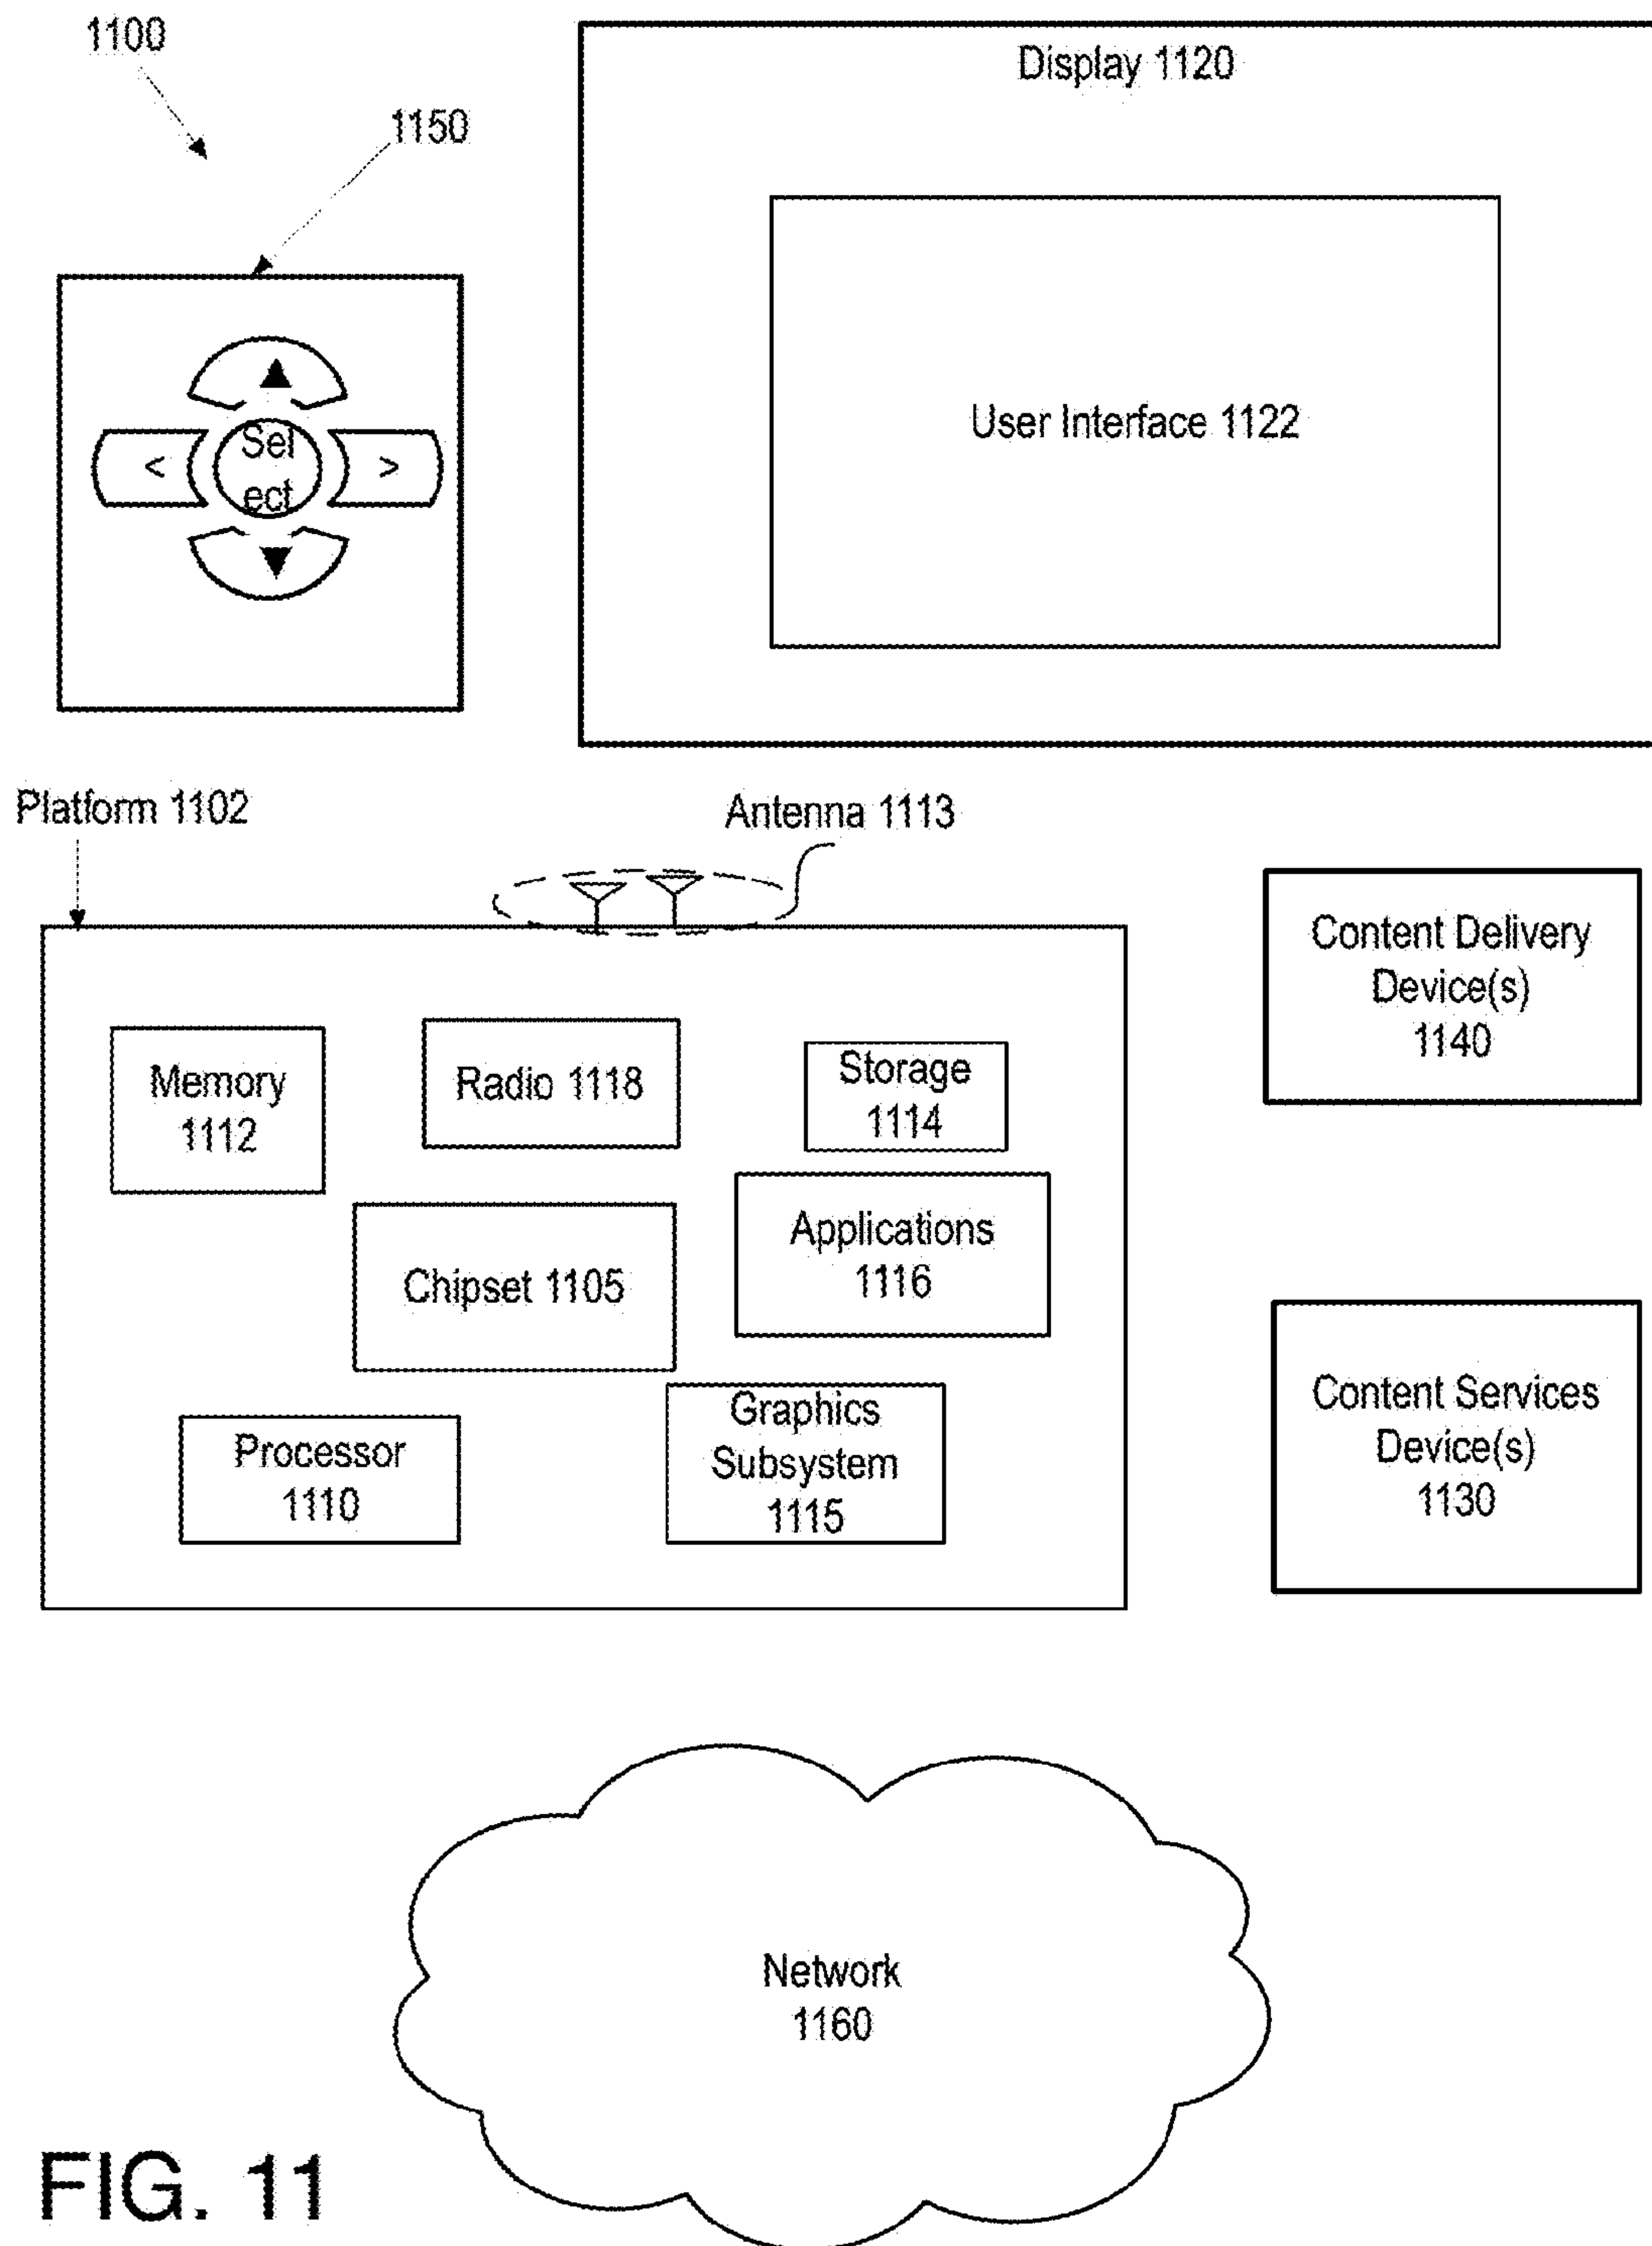 1100
1150
Display 1120
User Interface 1122
<
Sel
ect
>
Platform 1102
Antenna 1113
Memory
1112
Radio 1118
Storage
1114
Chipset 1105
Applications
1116
Processor
1110
Graphics
Subsystem
1115
Content Delivery
Device(s)
1140
Content Services
Device(s)
1130
Network
1160
FIG. 11